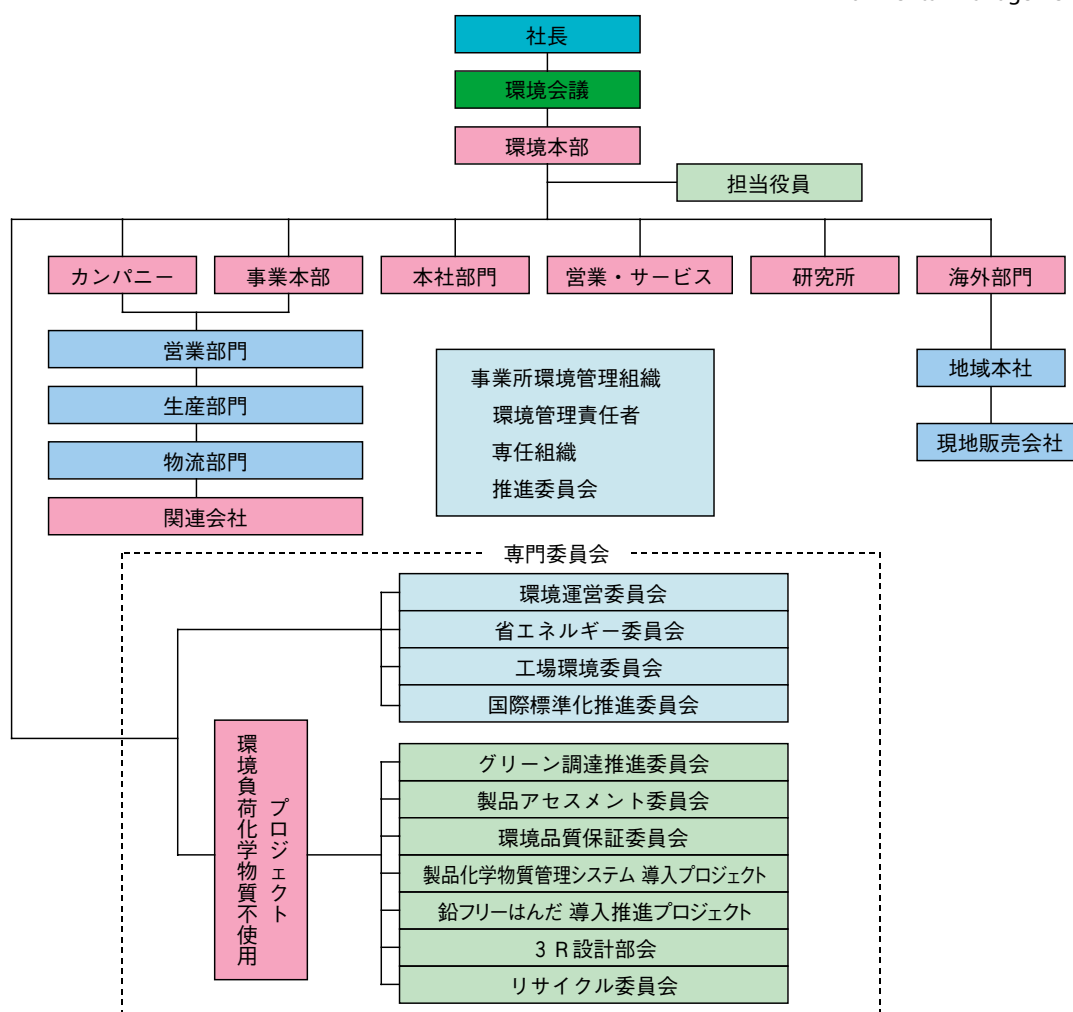 社長
環境会議
環境本部
担当役員
カンパニー
事業本部
本社部門
営業・サービス
研究所
海外部門
営業部門
生産部門
物流部門
関連会社
事業所環境管理組織
環境管理責任者
専任組織
推進委員会
地域本社
現地販売会社
専門委員会
環境運営委員会
省エネルギー委員会
工場環境委員会
国際標準化推進委員会
環境負荷化学物質不使用
プロジェクト
グリーン調達推進委員会
製品アセスメント委員会
環境品質保証委員会
製品化学物質管理システム 導入プロジェクト
鉛フリーはんだ 導入推進プロジェクト
3 R設計部会
リサイクル委員会